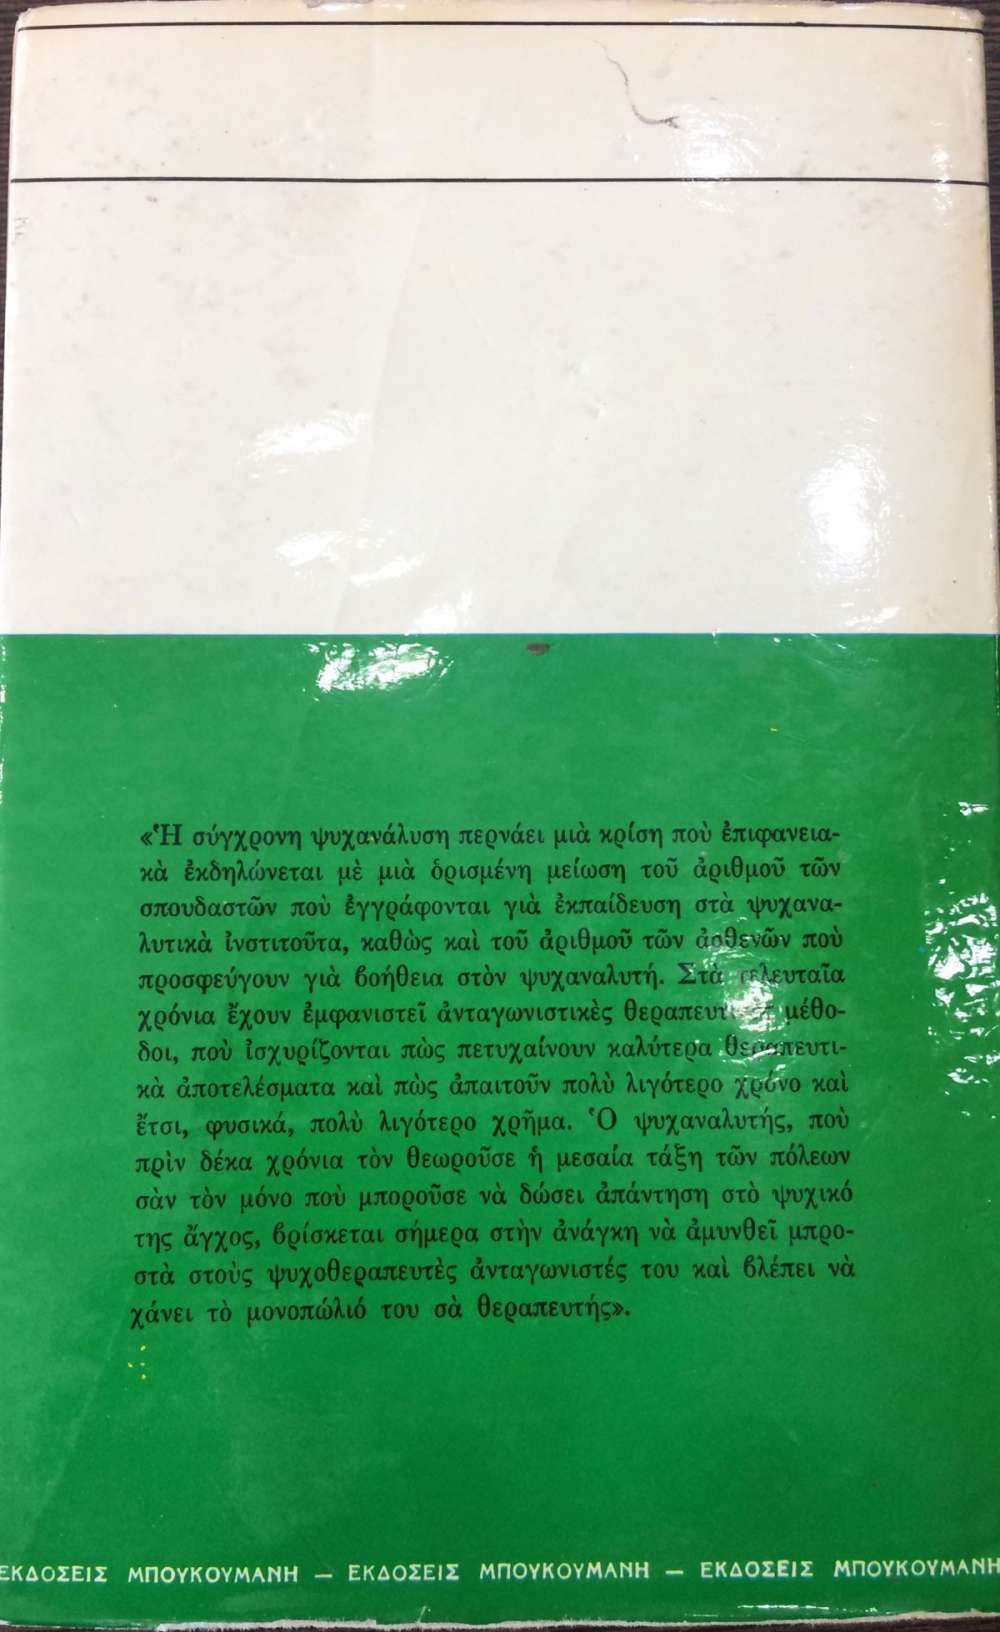 «Ἡ σύγχρονη ψυχανάλυση περνάει μιὰ κρίση ποὺ ἐπιφανεια-
κὰ ἐκδηλώνεται μὲ μιὰ ὁρισμένη μείωση τοῦ ἀριθμοῦ τῶν
σπουδαστῶν ποὺ ἐγγράφονται γιὰ ἐκπαίδευση στὰ ψυχανα-
λυτικὰ ἰνστιτοῦτα, καθὼς καὶ τοῦ ἀριθμοῦ τῶν ἀσθενῶν ποὺ
προσφεύγουν γιὰ βοήθεια στὸν ψυχαναλυτή. Στὰ τελευταῖα
χρόνια ἔχουν ἐμφανιστεῖ ἀνταγωνιστικὲς μέθο-
δοι, ποὺ ἰσχυρίζονται πὼς πετυχαίνουν καλύτερα θεραπευτι-
κὰ ἀποτελέσματα καὶ πὼς ἀπαιτοῦν πολὺ λιγότερο χρόνο καὶ
ἔτσι, φυσικά, πολὺ λιγότερο χρῆμα. Ὁ ψυχαναλυτής, ποὺ
πρὶν δέκα χρόνια τὸν θεωροῦσε ἡ μεσαία τάξη τῶν πόλεων
σὰν τὸν μόνο ποὺ μποροῦσε νὰ δώσει ἀπάντηση στὸ ψυχικό
της ἄγχος, βρίσκεται σήμερα στὴν ἀνάγκη νὰ ἀμυνθεῖ μπρο-
στὰ στοὺς ψυχοθεραπευτὲς ἀνταγωνιστές του καὶ βλέπει νὰ
χάνει τὸ μονοπώλιό του σὰ θεραπευτής».
ΕΚΔΟΣΕΙΣ ΜΠΟΥΚΟΥΜΑΝΗ — ΕΚΔΟΣΕΙΣ ΜΠΟΥΚΟΥΜΑΝΗ — ΕΚΔΟΣΕΙΣ ΜΠΟΥΚΟΥΜΑΝΗ